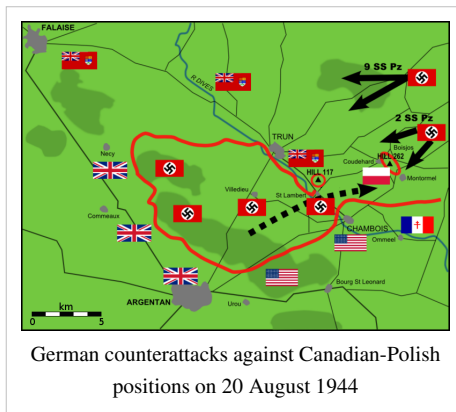 FALAISE
9 SS Pz
R DIVES
2 SS Pz
TRUN
Boisjos
Necy
Coudehard
HILL 262
HILL 117
Montormel
Villedieu
St Lambert
Commeaux
CHAMBOIS
Ommeel
ARGENTAN
Urou
Bourg St Leonard
km
0 5
German counterattacks against Canadian-Polish
positions on 20 August 1944